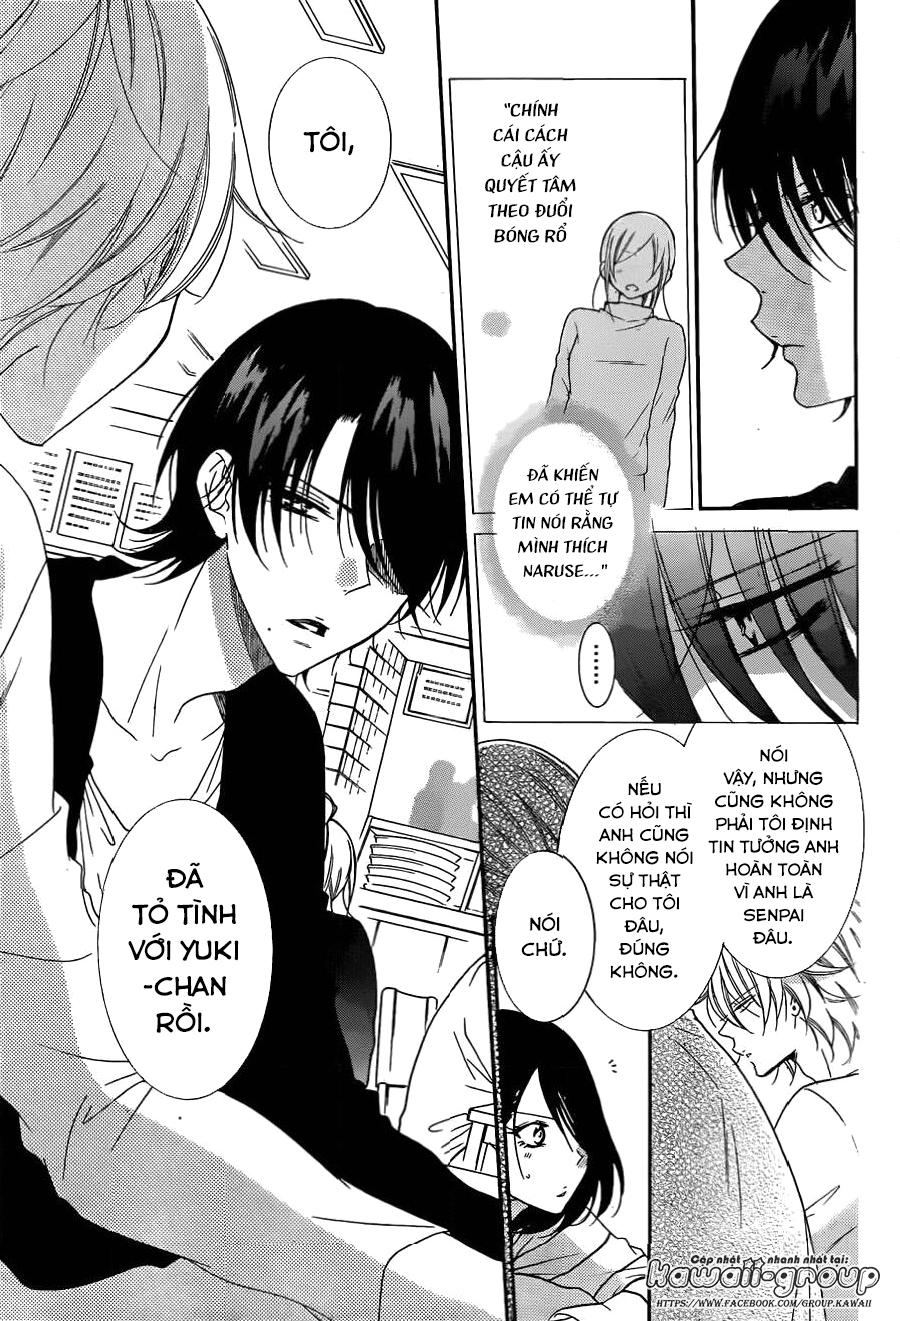 "CHÍNH
CÁI CÁCH
CẬU ẤY
QUYẾT TÂM
THEO ĐUỔI
BÓNG RỔ
ĐÃ KHIẾN
EM CÓ THỂ TỰ
TIN NÓI RẰNG
MÌNH THÍCH
NARUSE..."
......
NÓI
VẬY, NHƯNG
CŨNG KHÔNG
PHẢI TÔI ĐỊNH
TIN TƯỞNG ANH
HOÀN TOÀN
VÌ ANH LÀ
SENPAI
ĐÂU.
NẾU
CÓ HỎI THÌ
ANH CŨNG
KHÔNG NÓI
SỰ THẬT
CHO TÔI
ĐÂU,
ĐÚNG
KHÔNG.
NÓI
CHỨ.
TÔI,
ĐÃ
TỎ TÌNH
VỚI YUKI
-CHAN
RỒI.
Cập nhật nhanh nhất tại:
kawaii-group
HTTPS://WWW.FACEBOOK.COM/GROUP.KAWAII